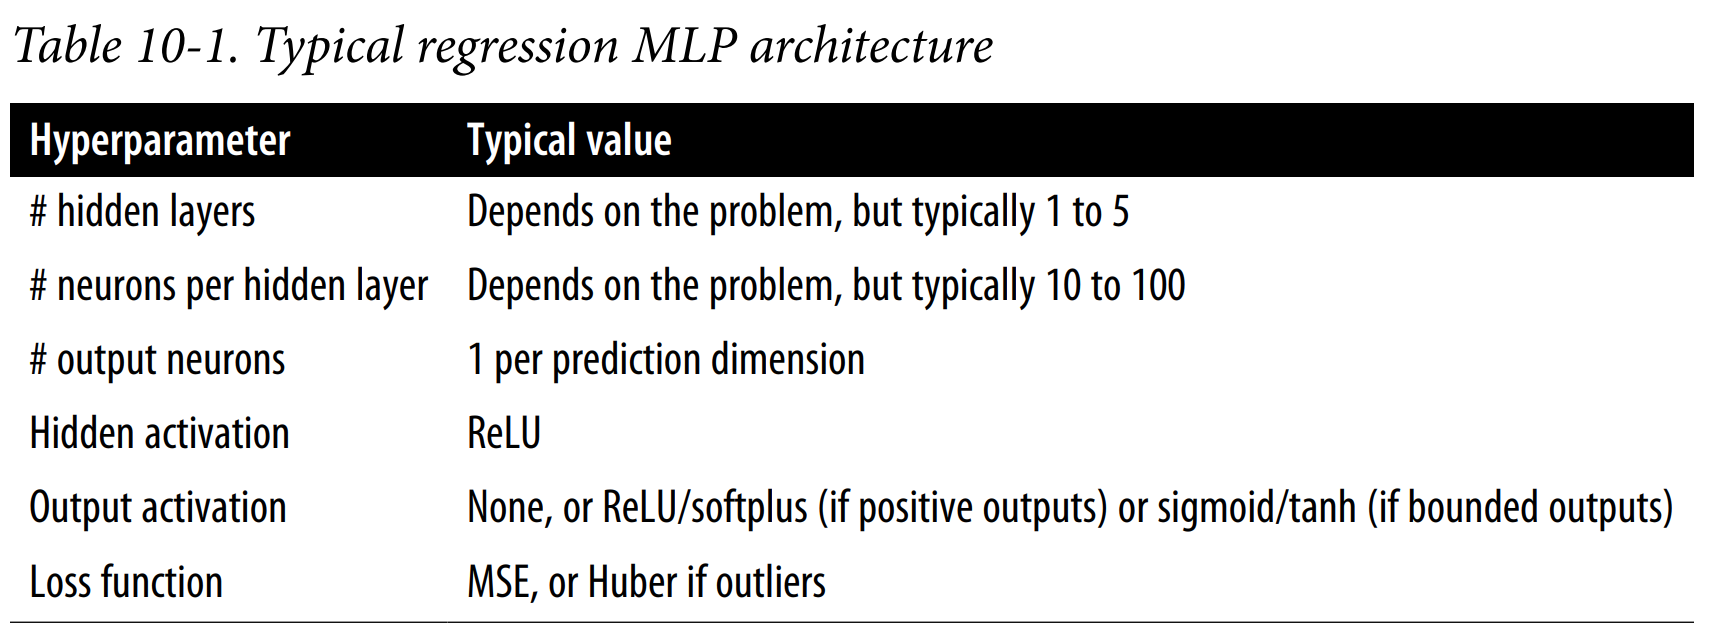 Table 10-1. Typical regression MLP architecture
Hyperparameter Typical value
# hidden layers Depends on the problem, but typically 1 to 5
# neurons per hidden layer Depends on the problem, but typically 10 to 100
# output neurons 1 per prediction dimension
Hidden activation ReLU
Output activation None, or ReLU/softplus (if positive outputs) or sigmoid/tanh (if bounded outputs)
Loss function MSE, or Huber if outliers